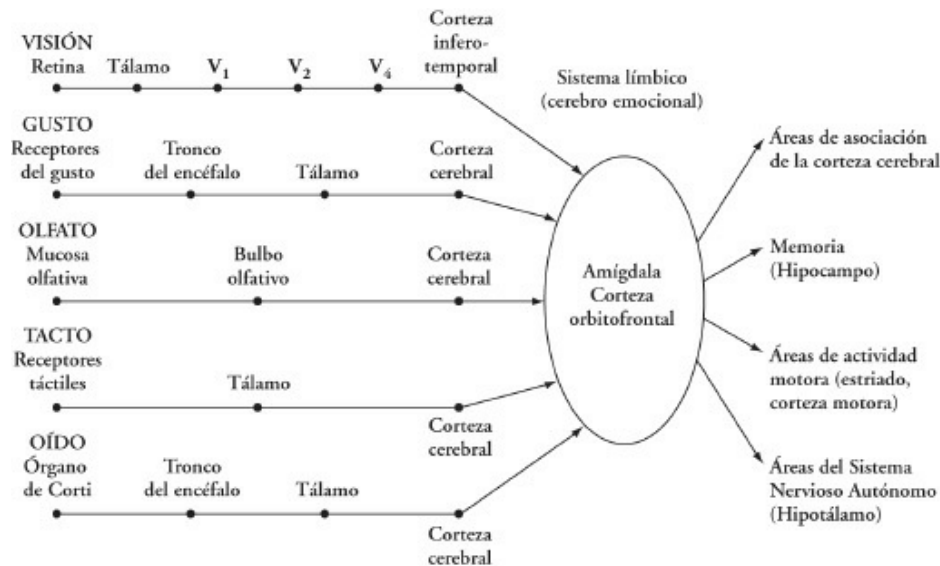 VISIÓN
Retina
Tálamo
V1
V2
V4
Corteza
infero-
temporal
Sistema límbico
(cerebro emocional)
GUSTO
Receptores
del gusto
Tronco
del encéfalo
Tálamo
Corteza
cerebral
OLFATO
Mucosa
olfativa
Bulbo
olfativo
Corteza
cerebral
TACTO
Receptores
táctiles
Tálamo
Corteza
cerebral
OÍDO
Órgano
de Corti
Tronco
del encéfalo
Tálamo
Corteza
cerebral
Amígdala
Corteza
orbitofrontal
Áreas de asociación
de la corteza cerebral
Memoria
(Hipocampo)
Áreas de actividad
motora (estriado,
corteza motora)
Áreas del Sistema
Nervioso Autónomo
(Hipotálamo)